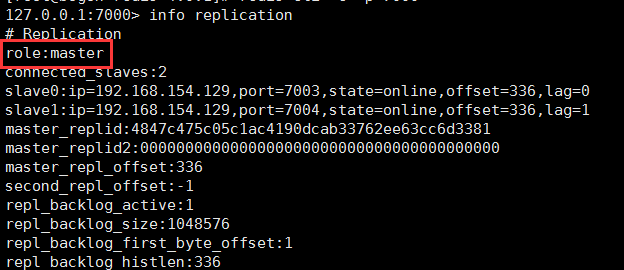 127.0.0.1:7000> info replication
# Replication
role:master
connected_slaves:2
slave0:ip=192.168.154.129,port=7003,state=online,offset=336,lag=0
slave1:ip=192.168.154.129,port=7004,state=online,offset=336,lag=1
master_replid:4847c475c05c1ac4190dcab33762ee63cc6d3381
master_replid2:0000000000000000000000000000000000000000
master_repl_offset:336
second_repl_offset:-1
repl_backlog_active:1
repl_backlog_size:1048576
repl_backlog_first_byte_offset:1
repl_backlog_histlen:336